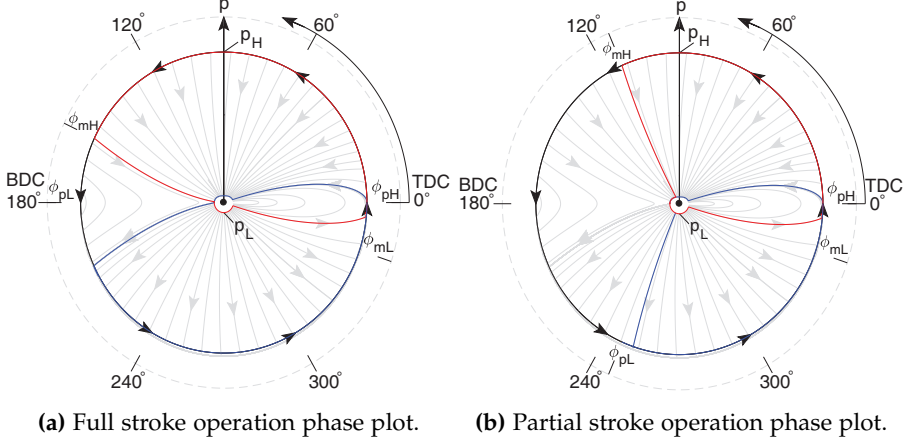 120° p 60°
p_H
ϕ_mH
BDC ϕ_pL ϕ_pH TDC
180° 0°
p_L
ϕ_mL
240° 300°
(a) Full stroke operation phase plot.
120° p 60°
ϕ_mH p_H
BDC ϕ_pH TDC
180° 0°
p_L
ϕ_mL
ϕ_pL
240° 300°
(b) Partial stroke operation phase plot.